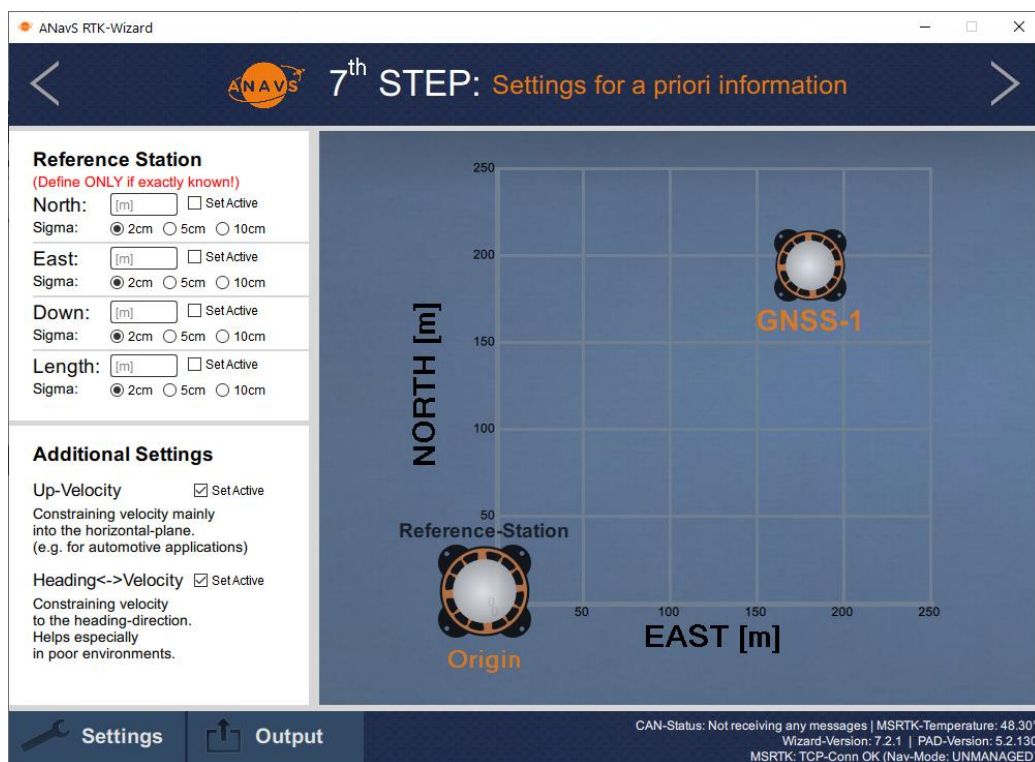 ANavS RTK-Wizard
ANAVS
7th STEP: Settings for a priori information
Reference Station
(Define ONLY if exactly known!)
North: [m] Set Active
Sigma: 2cm 5cm 10cm
East: [m] Set Active
Sigma: 2cm 5cm 10cm
Down: [m] Set Active
Sigma: 2cm 5cm 10cm
Length: [m] Set Active
Sigma: 2cm 5cm 10cm
Additional Settings
Up-Velocity Set Active
Constraining velocity mainly
into the horizontal-plane.
(e.g. for automotive applications)
Heading<->Velocity Set Active
Constraining velocity
to the heading-direction.
Helps especially
in poor environments.
250
200
150
100
50
NORTH [m]
GNSS-1
Reference-Station
0
0
50 100 150 200 250
EAST [m]
Origin
Settings
Output
CAN-Status: Not receiving any messages | MSRTK-Temperature: 48.30°
Wizard-Version: 7.2.1 | PAD-Version: 5.2.130
MSRTK: TCP-Conn OK (Nav-Mode: UNMANAGED)